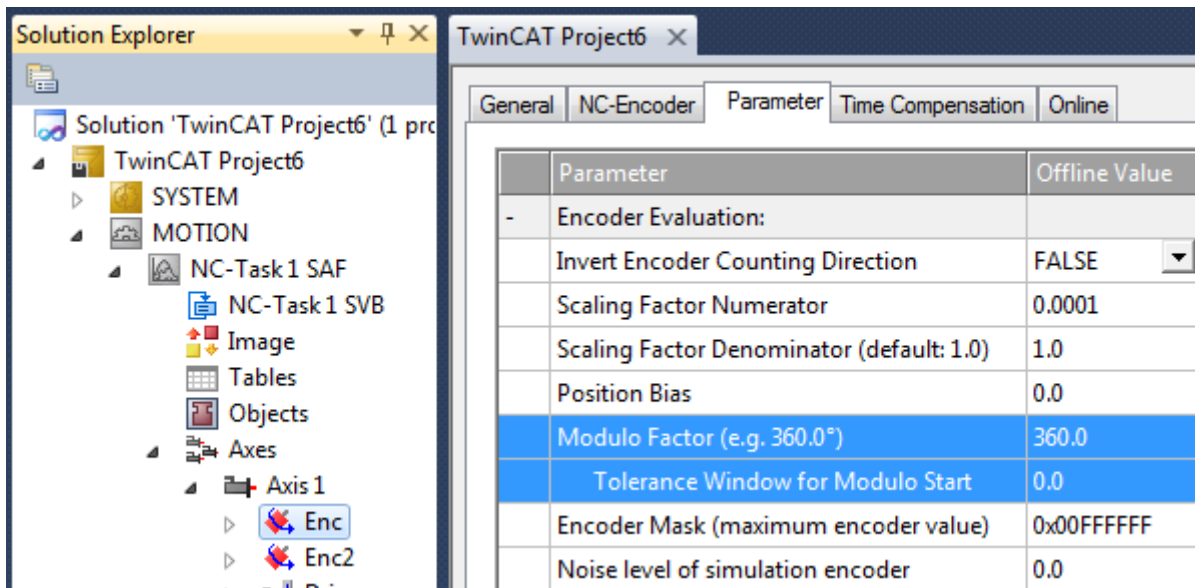 Solution Explorer
Solution 'TwinCAT Project6' (1 pro
TwinCAT Project6
SYSTEM
MOTION
NC-Task 1 SAF
NC-Task 1 SVB
Image
Tables
Objects
Axes
Axis 1
Enc
Enc2
TwinCAT Project6
General NC-Encoder Parameter Time Compensation Online
Parameter Offline Value
- Encoder Evaluation:
Invert Encoder Counting Direction FALSE
Scaling Factor Numerator 0.0001
Scaling Factor Denominator (default: 1.0) 1.0
Position Bias 0.0
Modulo Factor (e.g. 360.0°) 360.0
Tolerance Window for Modulo Start 0.0
Encoder Mask (maximum encoder value) 0x00FFFFFF
Noise level of simulation encoder 0.0